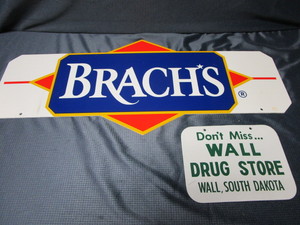 BRACH'S ®
Don't Miss...
WALL
DRUG STORE
WALL, SOUTH DAKOTA